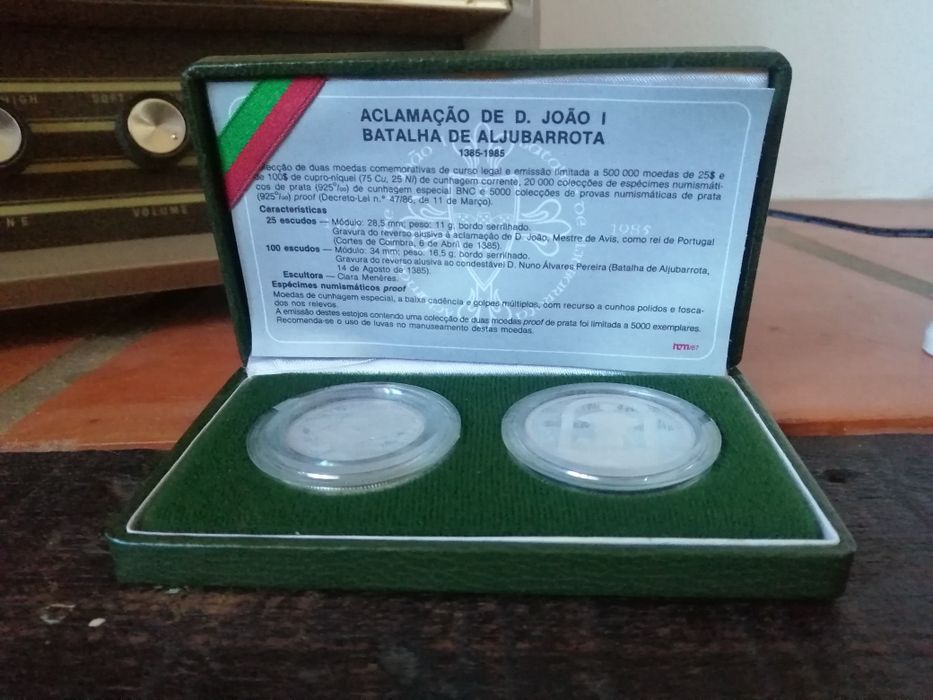 ACLAMAÇÃO DE D. JOÃO I
BATALHA DE ALJUBARROTA
1385-1985
ecção de duas moedas comemorativas de curso legal e emissão limitada a 500 000 moedas de 25$ e
de 100$ de cupro-níquel (75 Cu, 25 Ni) de cunhagem corrente, 20 000 colecções de espécimes numismáti-
cos de prata (925º/oo) de cunhagem especial BNC e 5000 colecções de provas numismáticas de prata
(925º/oo) proof (Decreto-Lei n.º 47/86, de 11 de Março).
Características
25 escudos — Módulo: 28,5 mm; peso: 11 g, bordo serrilhado.
Gravura do reverso alusiva à aclamação de D. João, Mestre de Avis, como rei de Portugal
(Cortes de Coimbra, 6 de Abril de 1385).
100 escudos — Módulo: 34 mm; peso: 16,5 g, bordo serrilhado.
Gravura do reverso alusiva ao condestável D. Nuno Álvares Pereira (Batalha de Aljubarrota,
14 de Agosto de 1385).
Escultora — Clara Menéres.
Espécimes numismáticos proof
Moedas de cunhagem especial, a baixa cadência e golpes múltiplos, com recurso a cunhos polidos e fosca-
dos nos relevos.
A emissão destes estojos contendo uma colecção de duas moedas proof de prata foi limitada a 5000 exemplares.
Recomenda-se o uso de luvas no manuseamento destas moedas.
1985
VOLUME